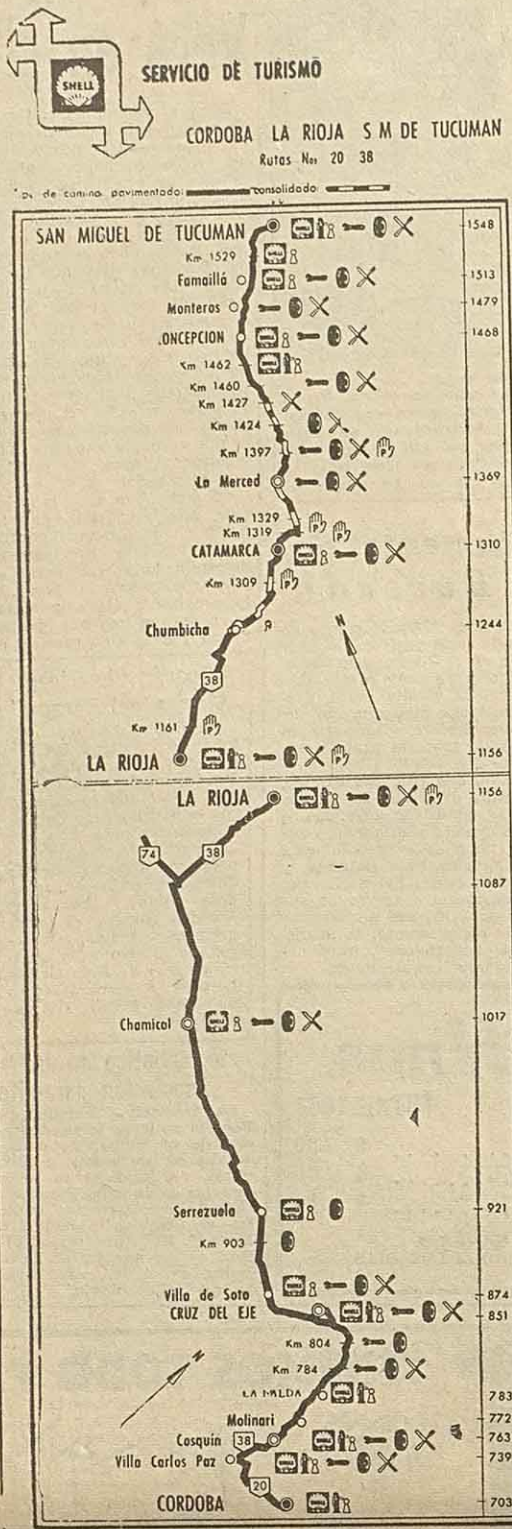 SHELL
SERVICIO DE TURISMO
CORDOBA LA RIOJA S M DE TUCUMAN
Rutas Nos 20 38
de camino pavimentado consolidado
SAN MIGUEL DE TUCUMAN 1548
Km 1529
Famaillá 1513
Monteros 1479
ONCEPCION 1468
Km 1462
Km 1460
Km 1427
Km 1424
Km 1397 P
La Merced 1369
Km 1329 P
Km 1319 P
CATAMARCA 1310
Km 1309 P
Chumbicha 1244
N
38
Km 1161 P
LA RIOJA P 1156
LA RIOJA P 1156
74 38
1087
Chamical 1017
Serrezuela 921
Km 903
Villa de Soto 874
CRUZ DEL EJE 851
Km 804
Km 784
N
LA FALDA 783
Molinari 772
Cosquín 38 763
Villa Carlos Paz 739
20
CORDOBA 703